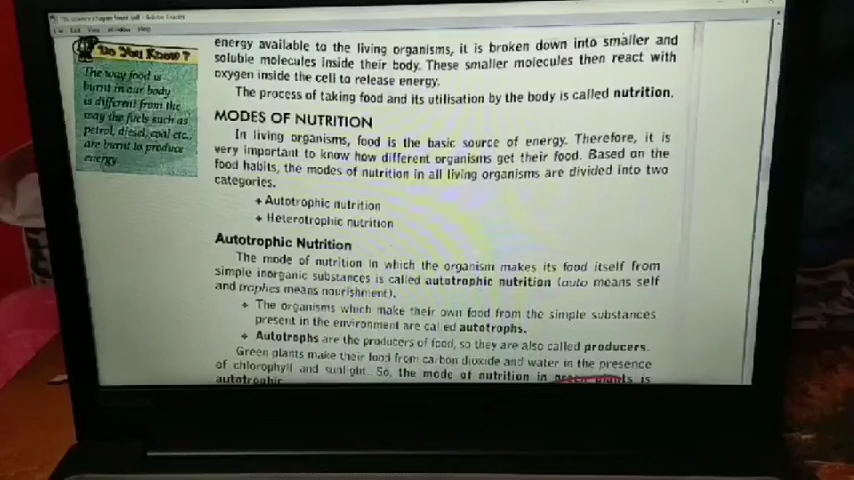 File Edit View Window Help
Do You Know?
The way food is
burnt in our body
is different from the
way the fuels such as
petrol, diesel, coal etc.,
are burnt to produce
energy.
energy available to the living organisms, it is broken down into smaller and
soluble molecules inside their body. These smaller molecules then react with
oxygen inside the cell to release energy.
The process of taking food and its utilisation by the body is called nutrition.
MODES OF NUTRITION
In living organisms, food is the basic source of energy. Therefore, it is
very important to know how different organisms get their food. Based on the
food habits, the modes of nutrition in all living organisms are divided into two
categories.
+ Autotrophic nutrition
+ Heterotrophic nutrition
Autotrophic Nutrition
The mode of nutrition in which the organism makes its food itself from
simple inorganic substances is called autotrophic nutrition (auto means self
and trophes means nourishment).
+ The organisms which make their own food from the simple substances
present in the environment are called autotrophs.
+ Autotrophs are the producers of food, so they are also called producers.
Green plants make their food from carbon dioxide and water in the presence
of chlorophyll and sunlight. So, the mode of nutrition in green plants is
autotrophic